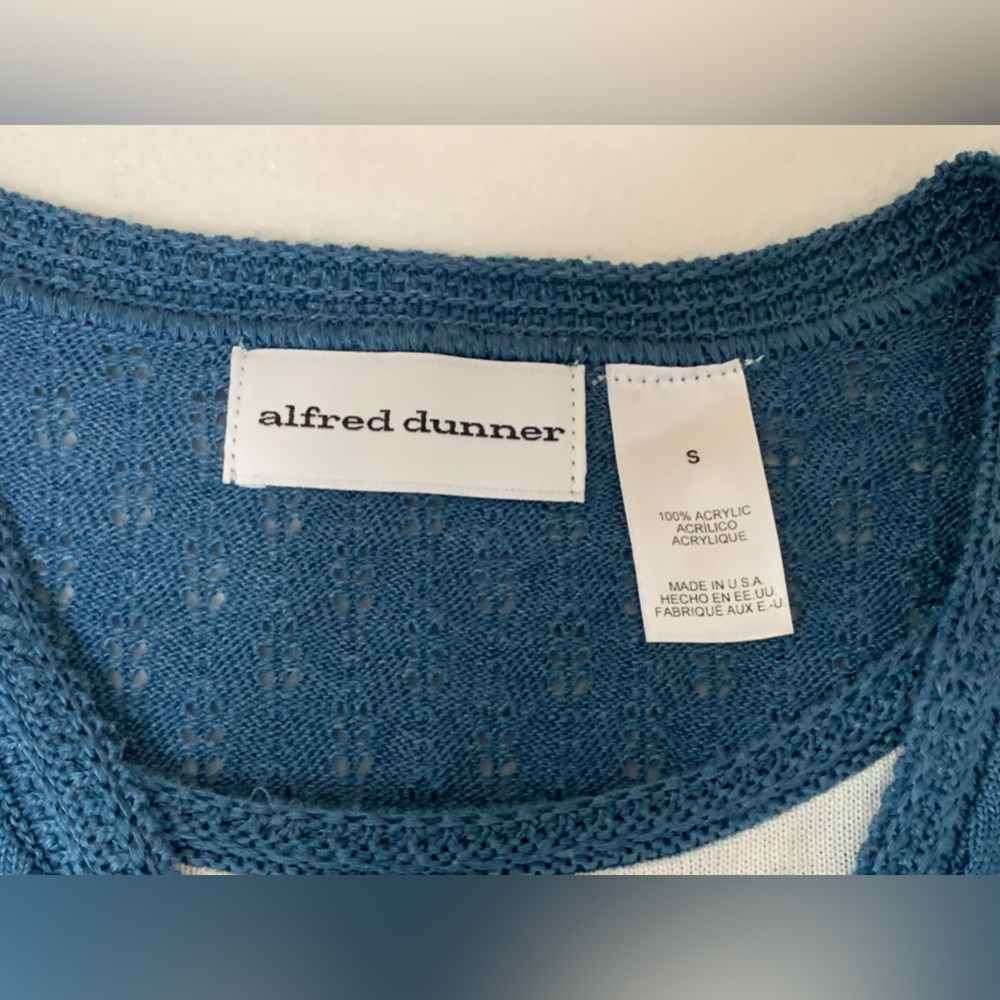 alfred dunner
S
100% ACRYLIC
ACRÍLICO
ACRYLIQUE
MADE IN U.S.A.
HECHO EN EE.UU.
FABRIQUÉ AUX E.-U.